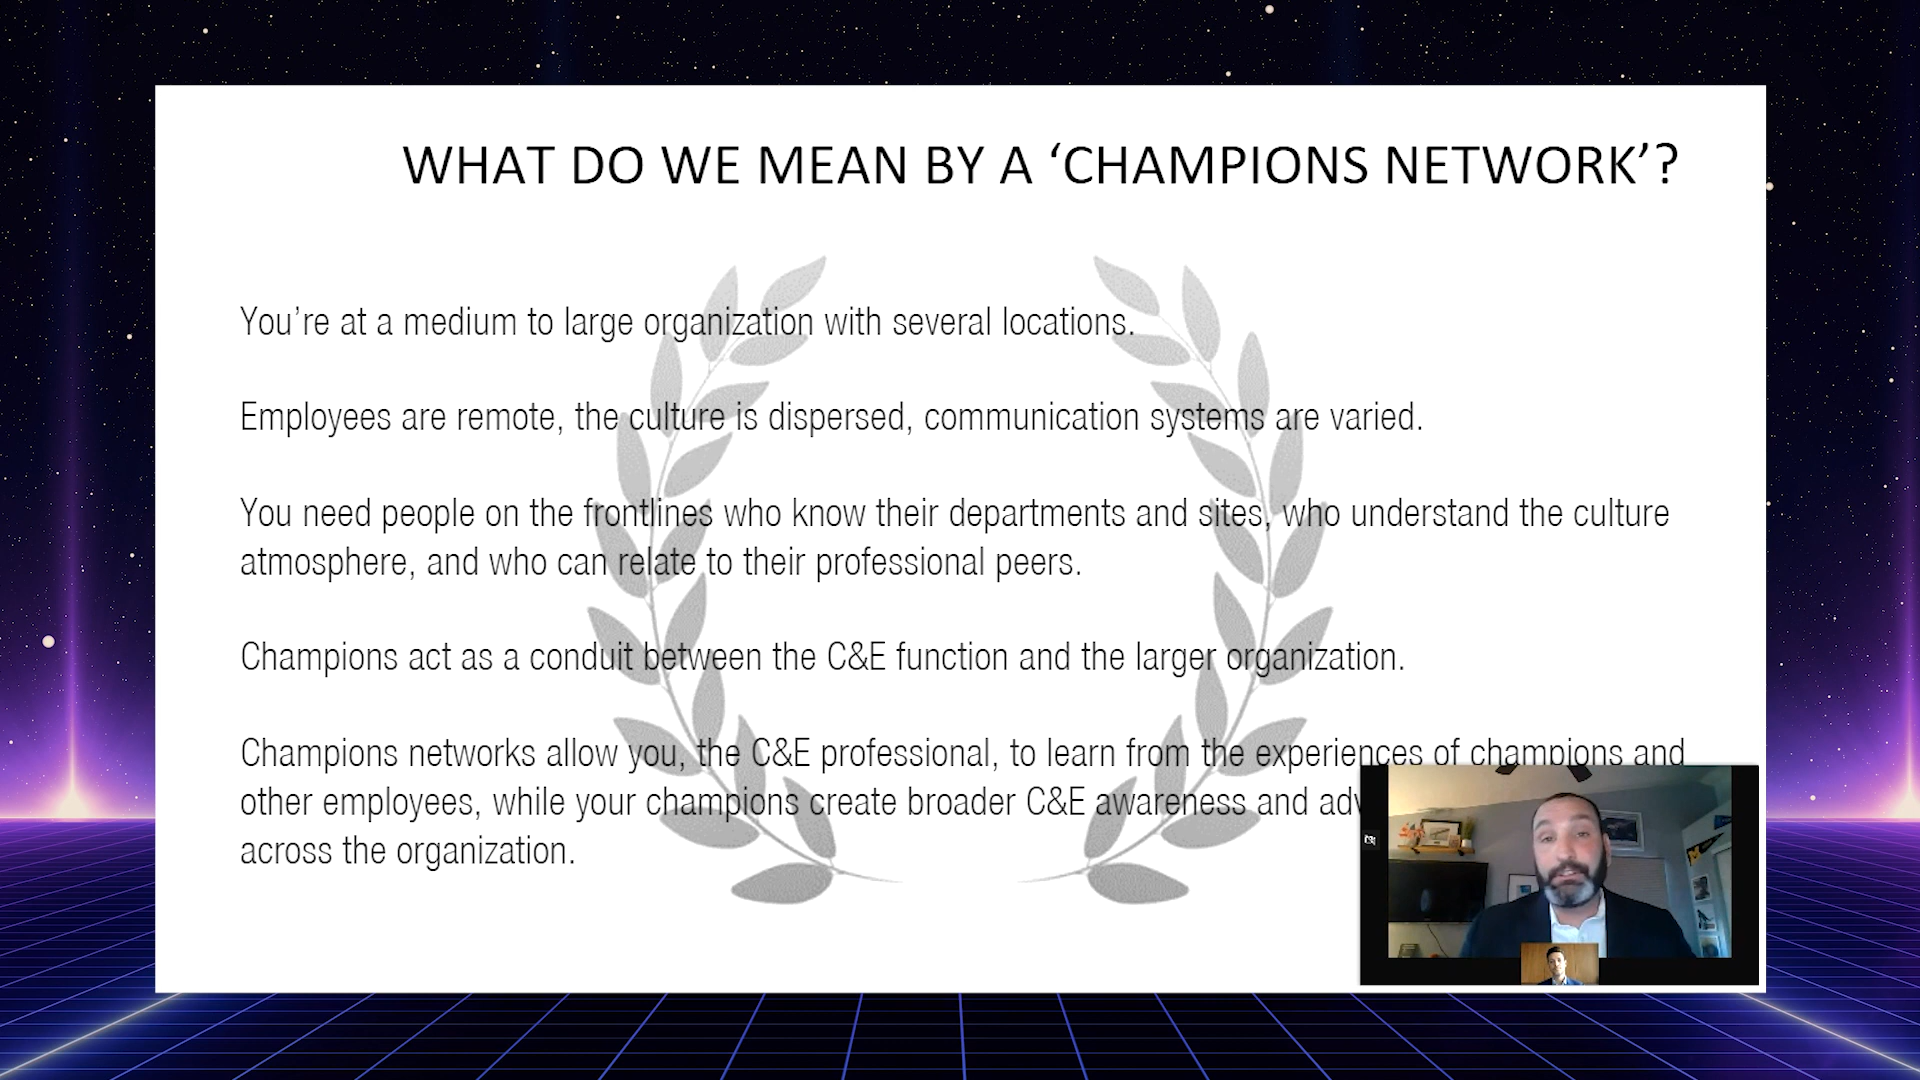 WHAT DO WE MEAN BY A ‘CHAMPIONS NETWORK’?
You’re at a medium to large organization with several locations.
Employees are remote, the culture is dispersed, communication systems are varied.
You need people on the frontlines who know their departments and sites, who understand the culture
atmosphere, and who can relate to their professional peers.
Champions act as a conduit between the C&E function and the larger organization.
Champions networks allow you, the C&E professional, to learn from the experiences of champions and
other employees, while your champions create broader C&E awareness and
across the organization.